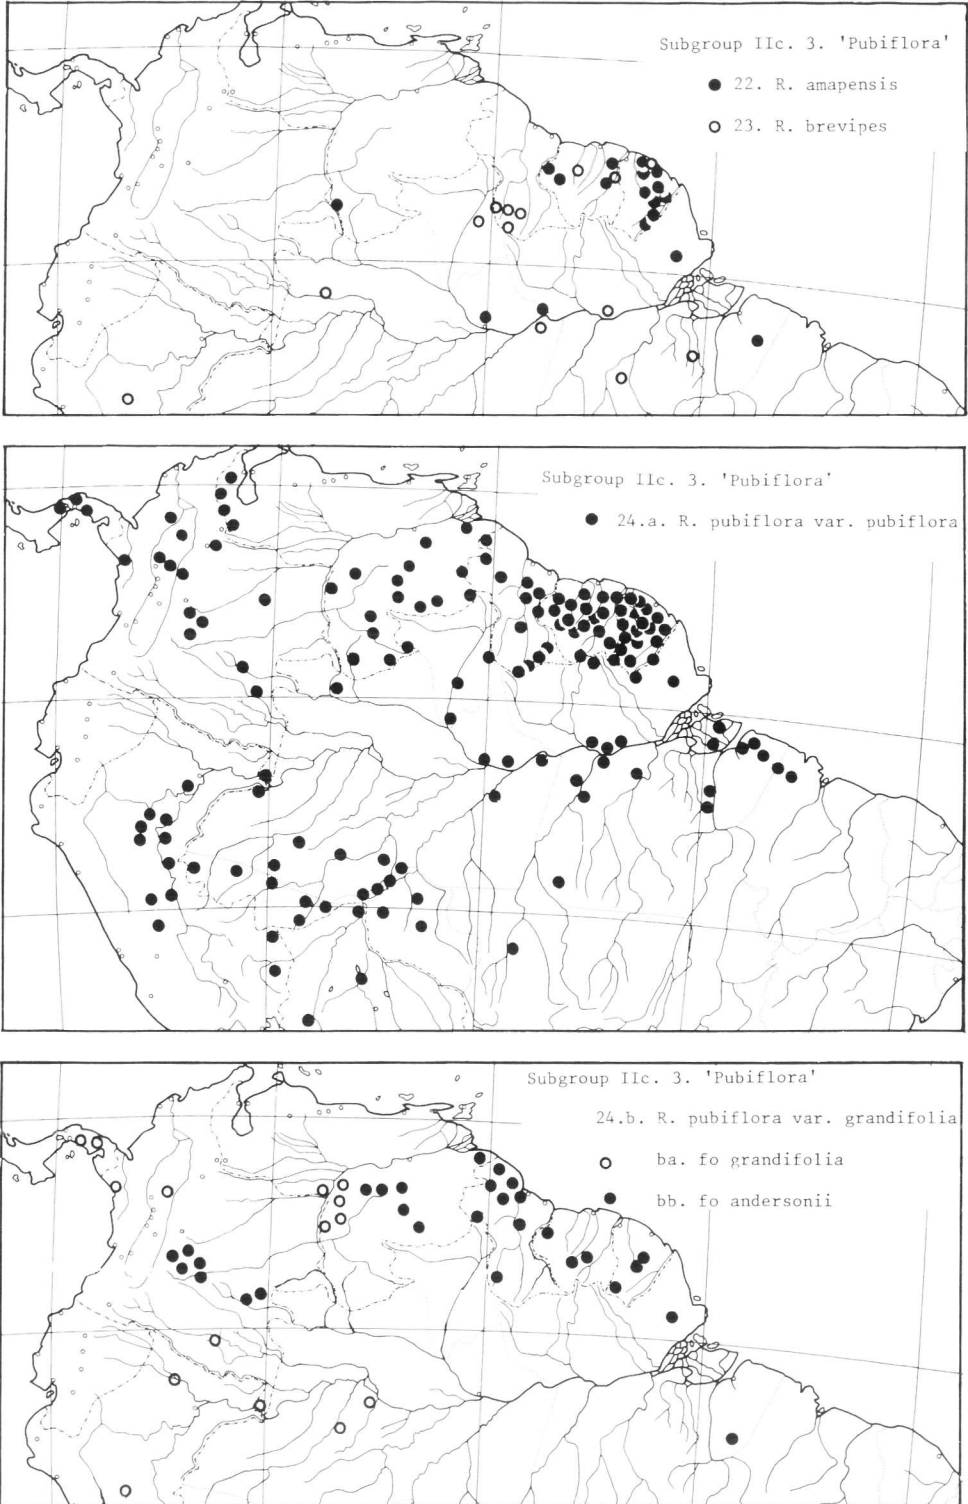 Subgroup IIc. 3. 'Pubiflora'
22. R. amapensis
23. R. brevipes
Subgroup IIc. 3. 'Pubiflora'
24.a. R. pubiflora var. pubiflora
Subgroup IIc. 3. 'Pubiflora'
24.b. R. pubiflora var. grandifolia
ba. fo grandifolia
bb. fo andersonii